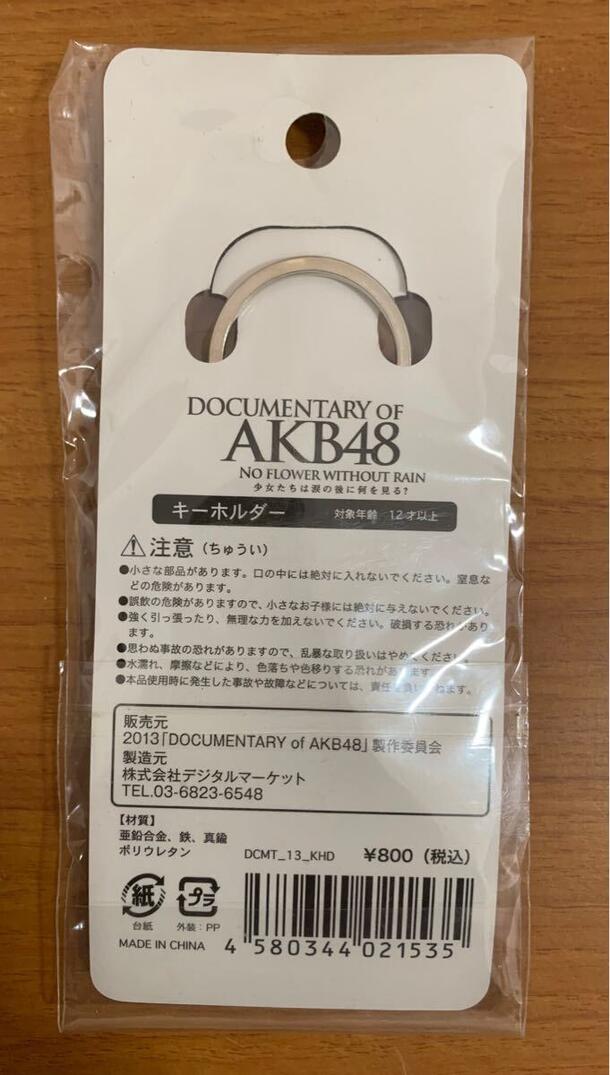 DOCUMENTARY OF
AKB48
NO FLOWER WITHOUT RAIN
少女たちは涙の後に何を見る?
キーホルダー 対象年齢 12才以上
注意(ちゅうい)
●小さな部品があります。口の中には絶対に入れないでください。窒息な
どの危険があります。
●誤飲の危険がありますので、小さなお子様には絶対に与えないでください。
●強く引っ張ったり、無理な力を加えないでください。破損する恐れがあり
ます。
●思わぬ事故の恐れがありますので、乱暴な取り扱いはやめてください。
●水濡れ、摩擦などにより、色落ちや色移りする恐れがあります。
●本品使用時に発生した事故や故障などについては、責任を負いかねます。
販売元
2013「DOCUMENTARY of AKB48」製作委員会
製造元
株式会社デジタルマーケット
TEL.03-6823-6548
【材質】
亜鉛合金、鉄、真鍮
ポリウレタン
DCMT_13_KHD ¥800(税込)
紙 プラ
台紙 外装:PP
MADE IN CHINA
4 580344 021535